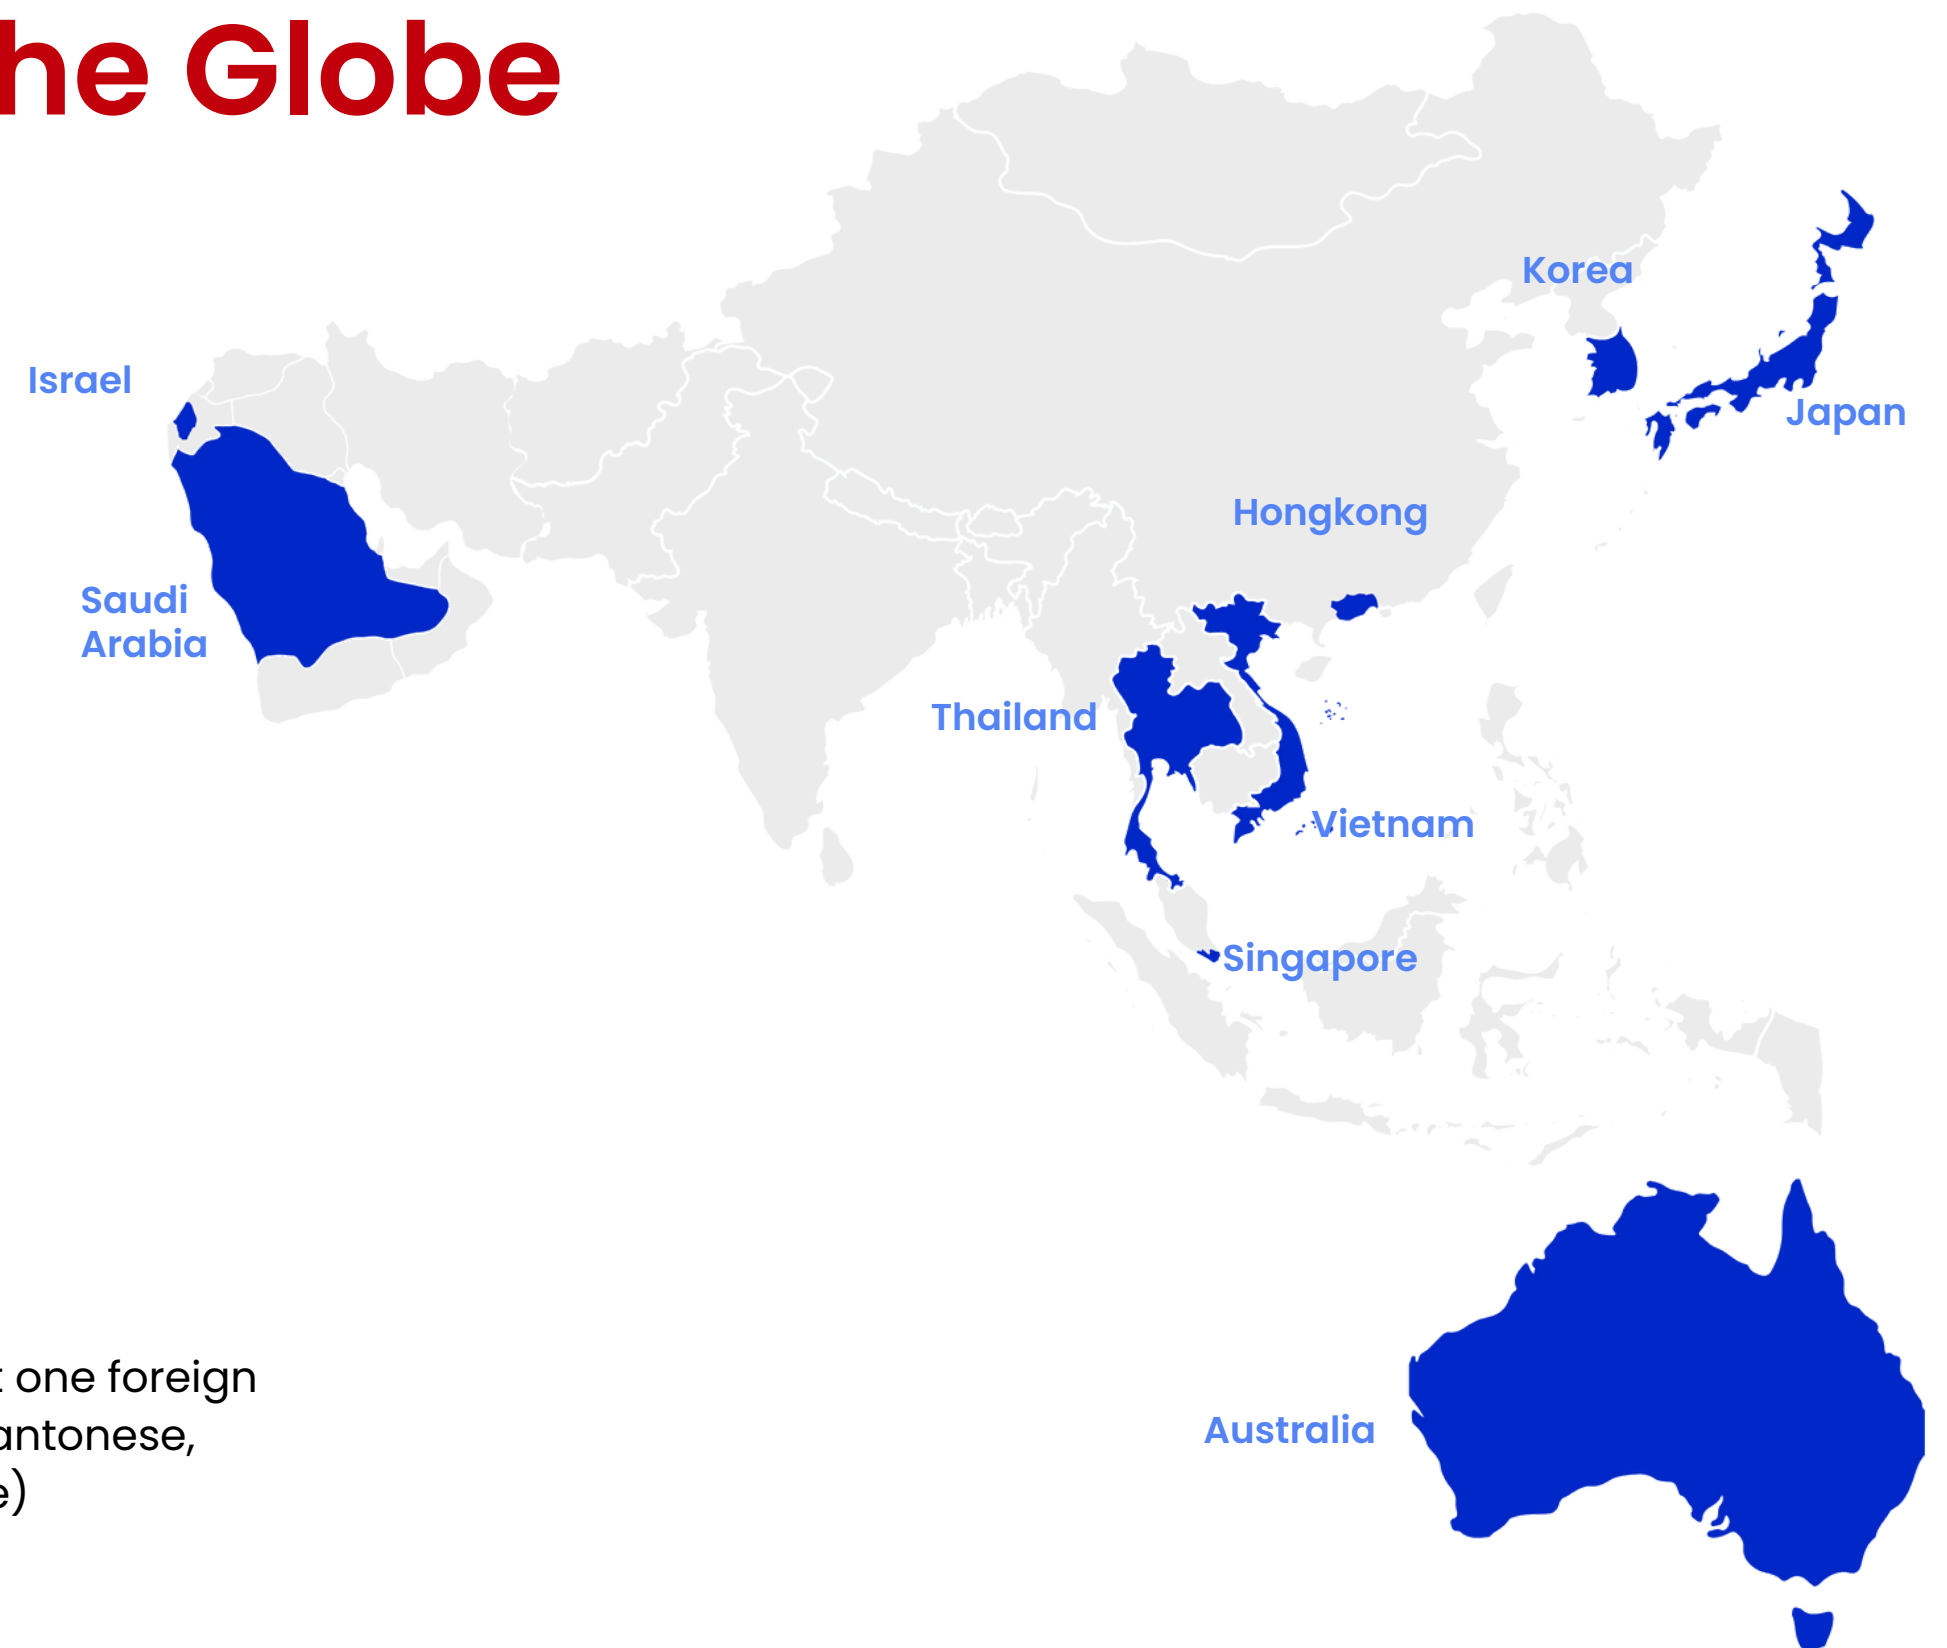 he Globe
Korea
Israel
Japan
Hongkong
Saudi
Arabia
Thailand
Vietnam
Singapore
one foreign
antonese,
e)
Australia